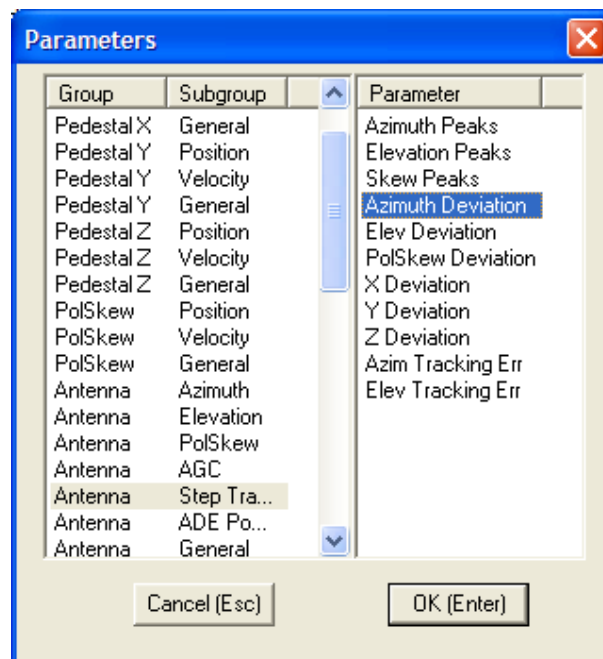 Parameters
Group Subgroup
Pedestal X General
Pedestal Y Position
Pedestal Y Velocity
Pedestal Y General
Pedestal Z Position
Pedestal Z Velocity
Pedestal Z General
PolSkew Position
PolSkew Velocity
PolSkew General
Antenna Azimuth
Antenna Elevation
Antenna PolSkew
Antenna AGC
Antenna Step Tra...
Antenna ADE Po...
Antenna General
Parameter
Azimuth Peaks
Elevation Peaks
Skew Peaks
Azimuth Deviation
Elev Deviation
PolSkew Deviation
X Deviation
Y Deviation
Z Deviation
Azim Tracking Err
Elev Tracking Err
Cancel (Esc)
OK (Enter)